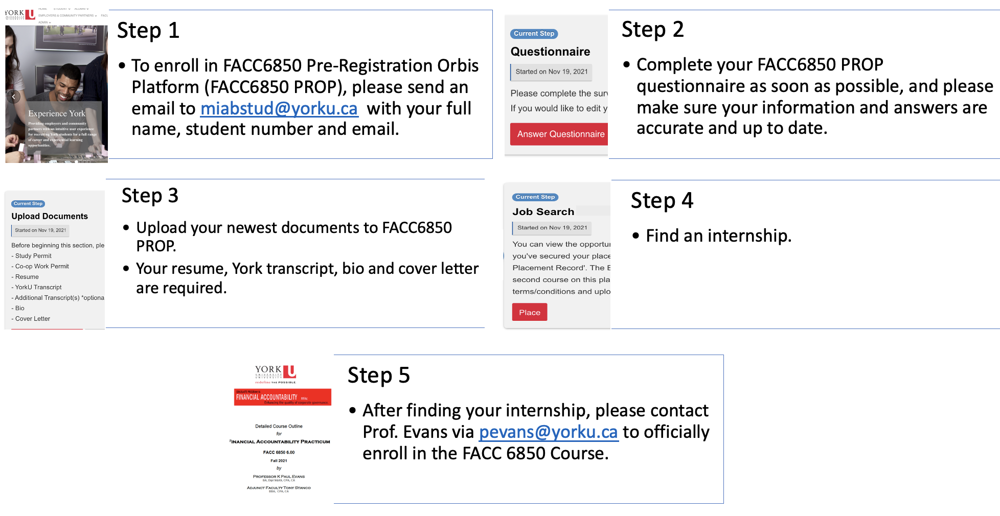 YORK U
UNIVERSITÉ
UNIVERSITY
HOME STUDENT ALUMNI
EMPLOYERS & COMMUNITY PARTNERS FACU
ADMIN
Experience York
Providing employers and community
partners with an intuitive user experience
for recruiting York students for a full range
of career and experiential learning
opportunities.
Step 1
• To enroll in FACC6850 Pre-Registration Orbis
Platform (FACC6850 PROP), please send an
email to miabstud@yorku.ca with your full
name, student number and email.
Current Step
Questionnaire
Started on Nov 19, 2021
Please complete the surv
If you would like to edit y
Answer Questionnaire
Step 2
• Complete your FACC6850 PROP
questionnaire as soon as possible, and please
make sure your information and answers are
accurate and up to date.
Current Step
Upload Documents
Started on Nov 19, 2021
Before beginning this section, ple
- Study Permit
- Co-op Work Permit
- Resume
- YorkU Transcript
- Additional Transcript(s) *optiona
- Bio
- Cover Letter
Step 3
• Upload your newest documents to FACC6850
PROP.
• Your resume, York transcript, bio and cover letter
are required.
Current Step
Job Search
Started on Nov 19, 2021
You can view the opportu
you've secured your place
Placement Record'. The E
second course on this pla
terms/conditions and uplo
Place
Step 4
• Find an internship.
YORK U
UNIVERSITÉ
UNIVERSITY
redefine THE POSSIBLE.
GRADUATE PROGRAM IN
FINANCIAL ACCOUNTABILITY MFAc
Enhancing the quality of corporate governance.
Detailed Course Outline
for
FINANCIAL ACCOUNTABILITY PRACTICUM
FACC 6850 6.00
Fall 2021
by
PROFESSOR K PAUL EVANS
BA, Dipl S&AS, CPA, CA
ADJUNCT FACULTY TONY STANCO
BBA, CPA, CA
Step 5
• After finding your internship, please contact
Prof. Evans via pevans@yorku.ca to officially
enroll in the FACC 6850 Course.